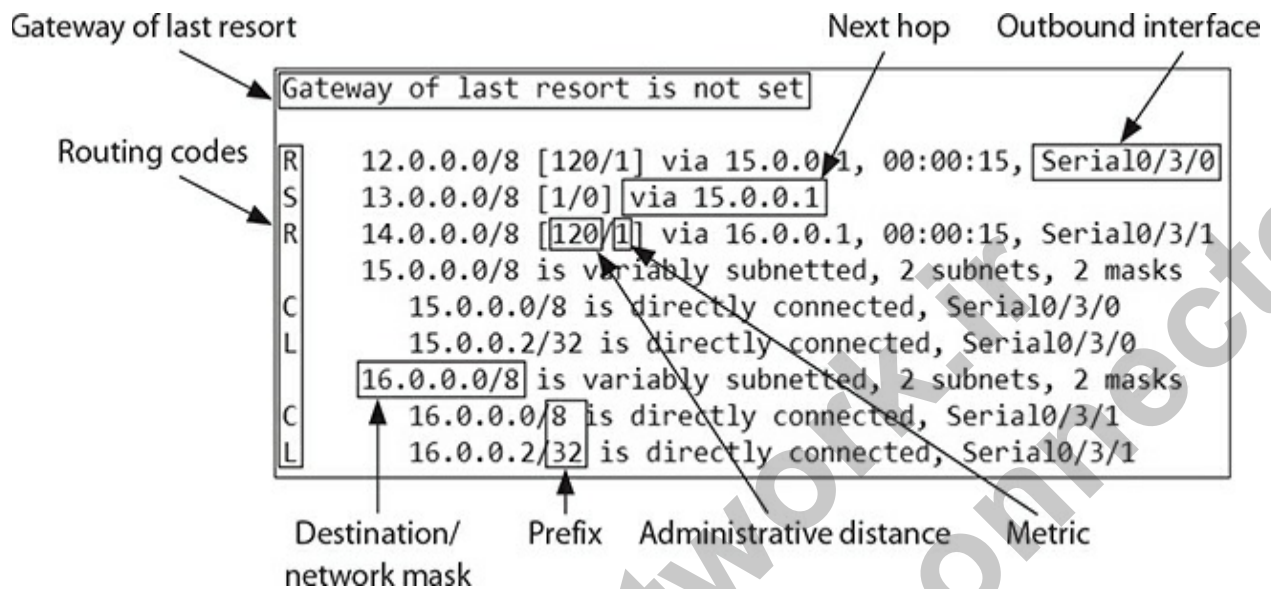 Gateway of last resort
Next hop
Outbound interface
Gateway of last resort is not set
Routing codes
R 12.0.0.0/8 [120/1] via 15.0.0.1, 00:00:15, Serial0/3/0
S 13.0.0.0/8 [1/0] via 15.0.0.1
R 14.0.0.0/8 [120/1] via 16.0.0.1, 00:00:15, Serial0/3/1
15.0.0.0/8 is variably subnetted, 2 subnets, 2 masks
C 15.0.0.0/8 is directly connected, Serial0/3/0
L 15.0.0.2/32 is directly connected, Serial0/3/0
16.0.0.0/8 is variably subnetted, 2 subnets, 2 masks
C 16.0.0.0/8 is directly connected, Serial0/3/1
L 16.0.0.2/32 is directly connected, Serial0/3/1
Destination/
network mask
Prefix
Administrative distance
Metric